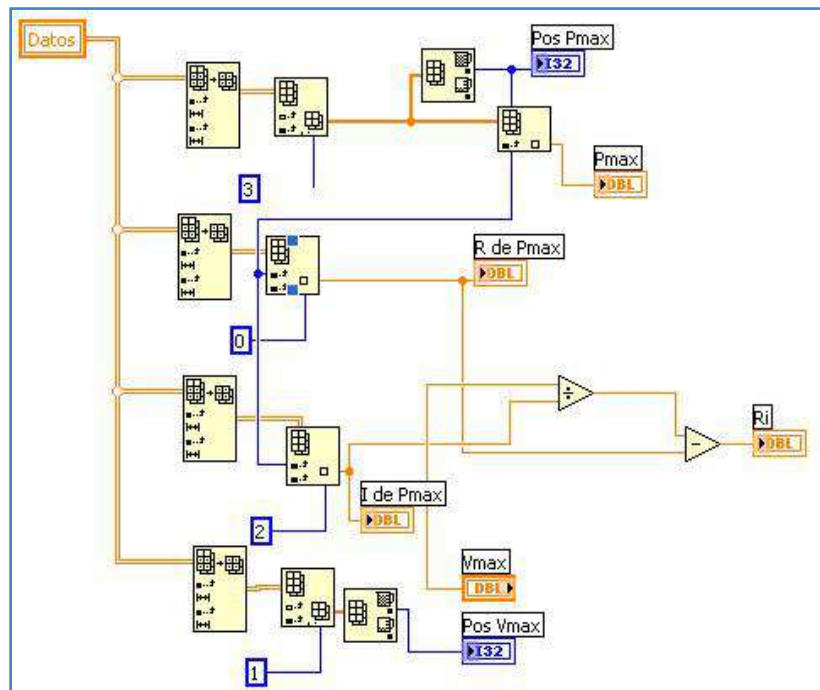 Datos
Pos Pmax
I32
3
Pmax
DBL
R de Pmax
DBL
0
÷
Ri
DBL
-
I de Pmax
DBL
2
Vmax
DBL
Pos Vmax
I32
1